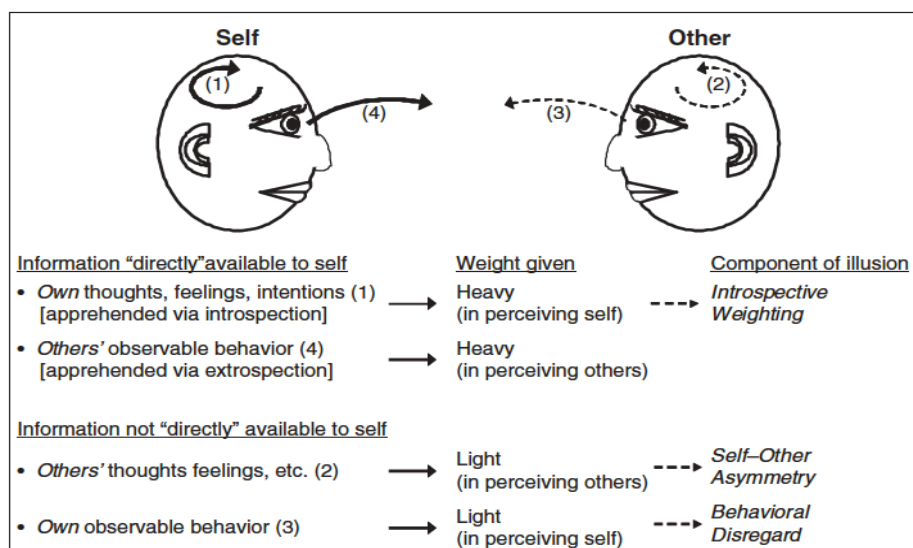 Self Other
(1) (2)
(4) (3)
Information “directly”available to self Weight given Component of illusion
• Own thoughts, feelings, intentions (1) Heavy Introspective
[apprehended via introspection] (in perceiving self) Weighting
• Others’ observable behavior (4) Heavy
[apprehended via extrospection] (in perceiving others)
Information not “directly” available to self
• Others’ thoughts feelings, etc. (2) Light Self–Other
(in perceiving others) Asymmetry
• Own observable behavior (3) Light Behavioral
(in perceiving self) Disregard